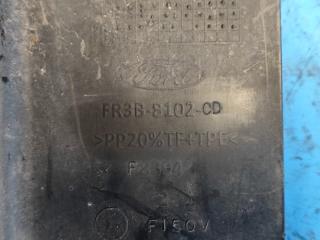 Ford
FR3B-8102-CD
>PP20%TF+TPE<
F150V